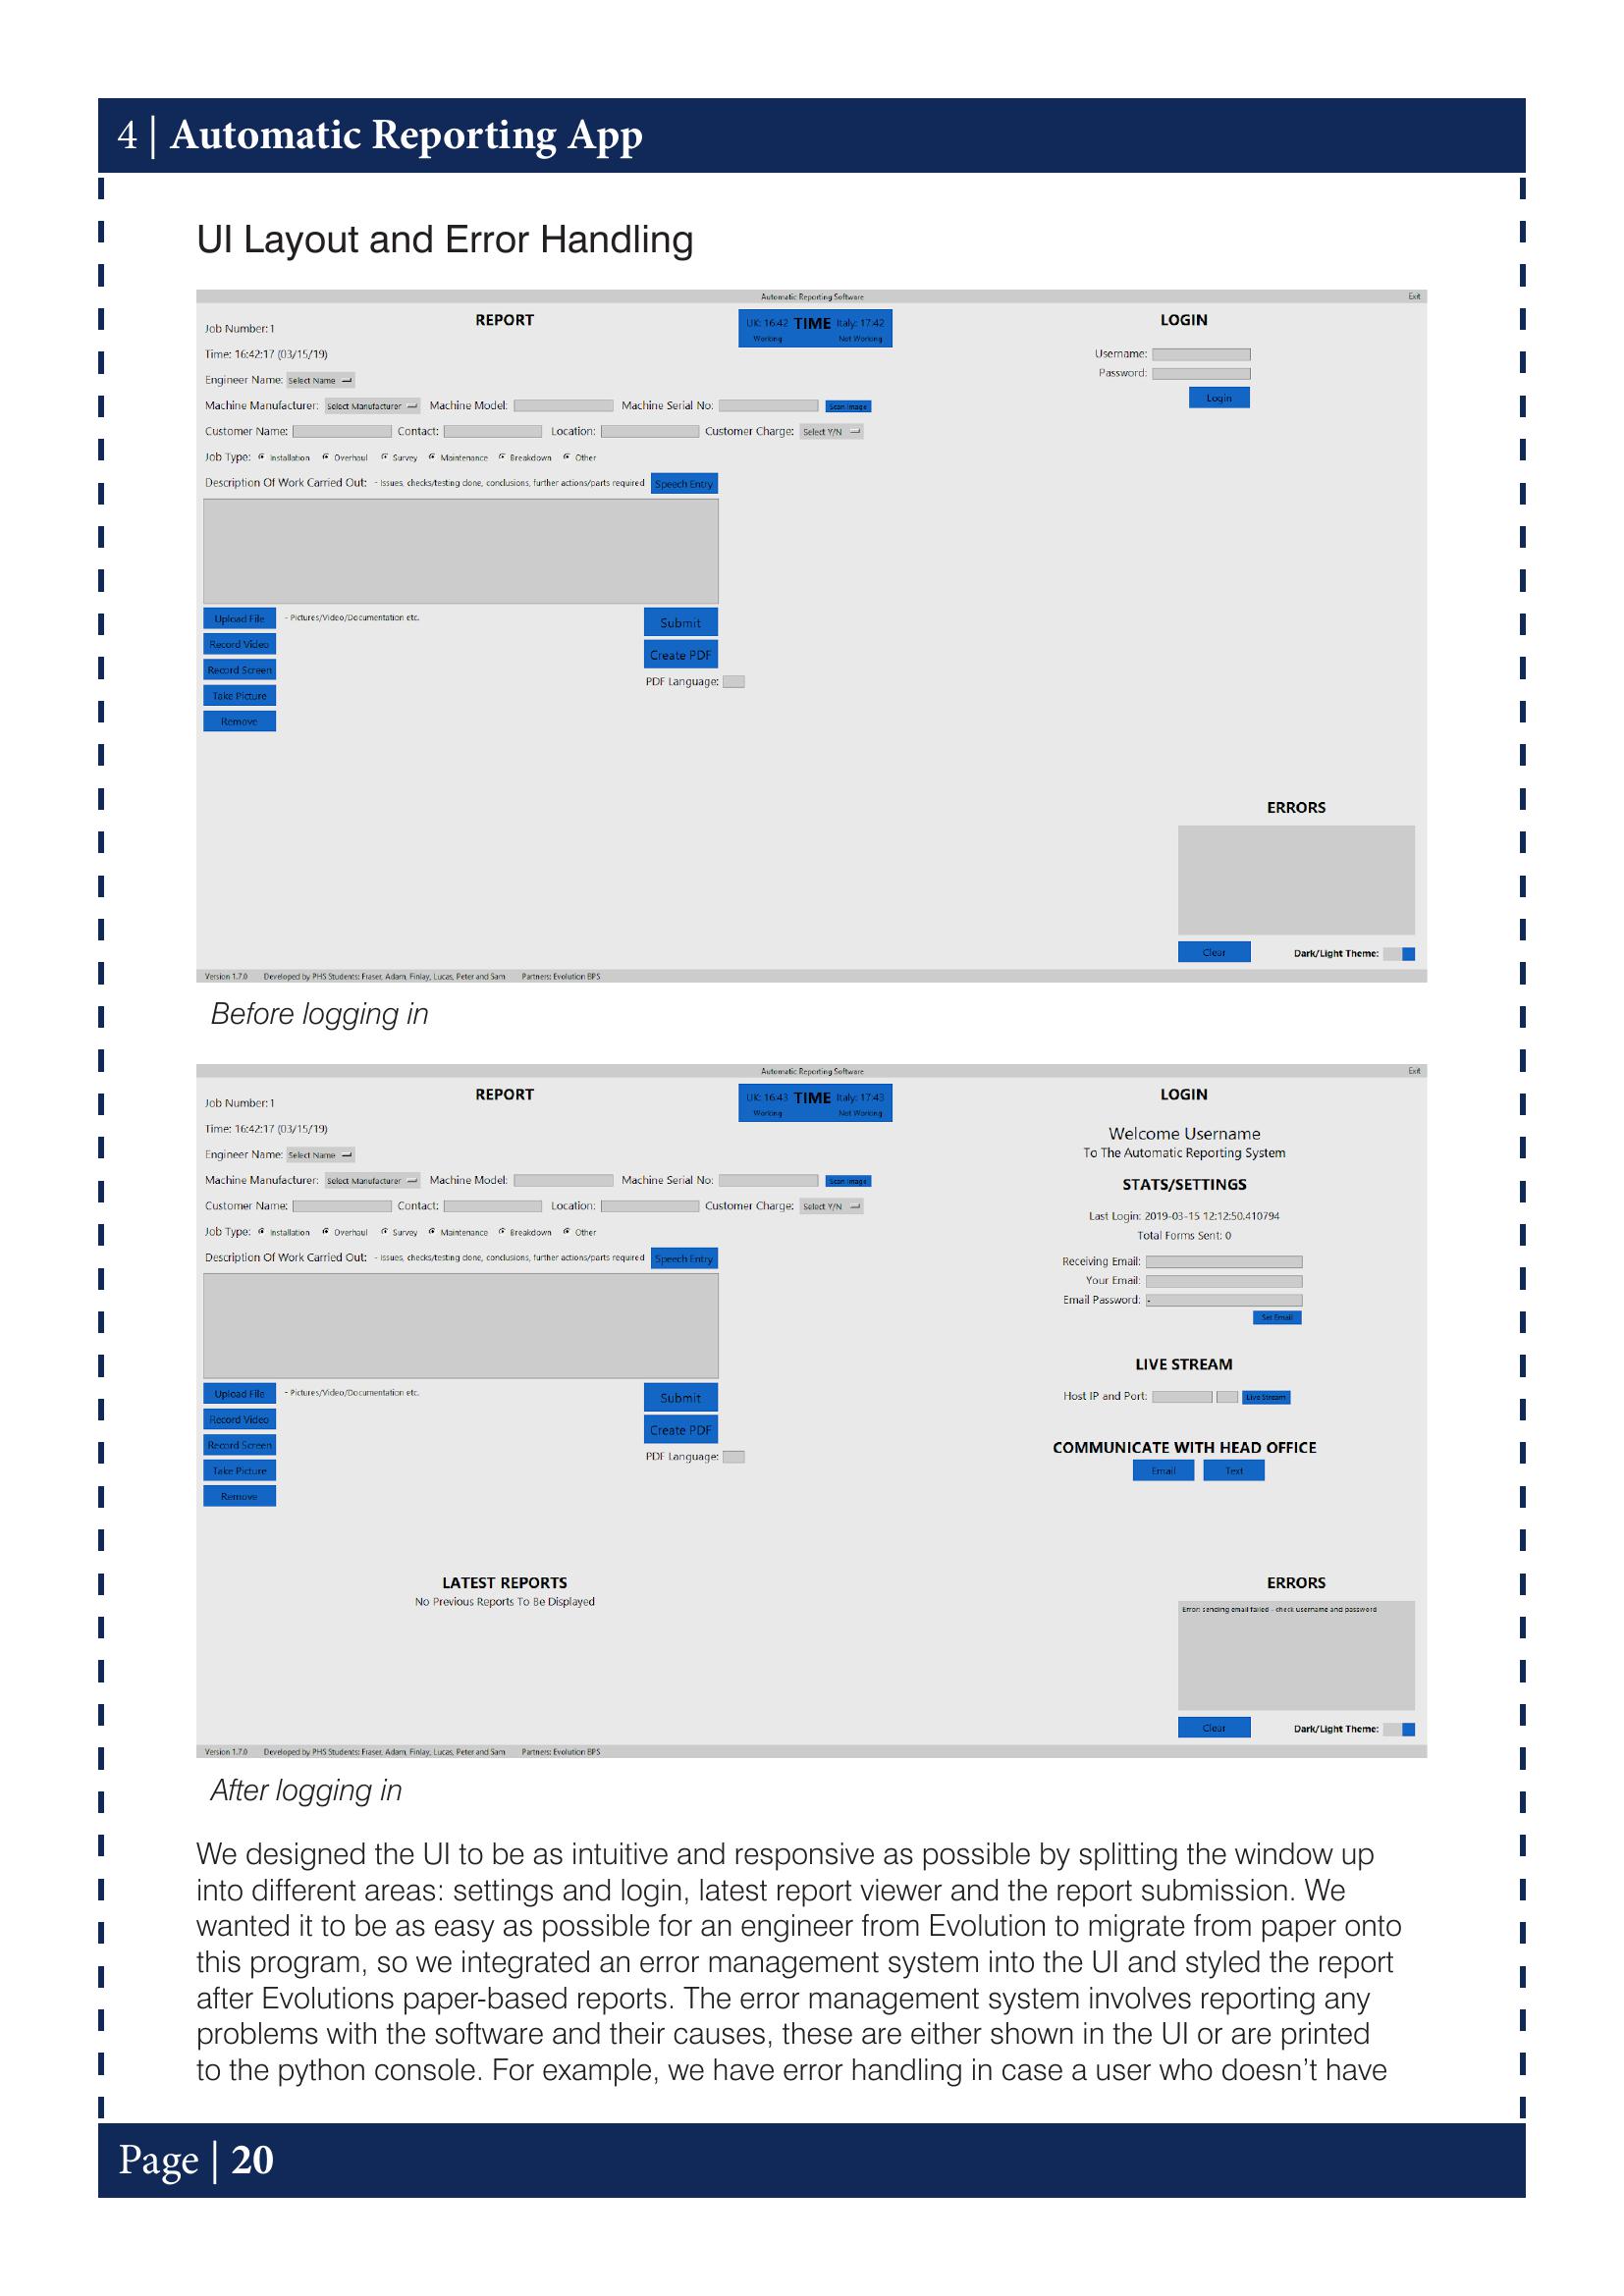 4 | Automatic Reporting App
UI Layout and Error Handling
Automatic Reporting Software Exit
REPORT
UK: 16:42 TIME Italy: 17:42
Working Not Working
LOGIN
Job Number: 1
Time: 16:42:17 (03/15/19)
Username:
Password:
Login
Engineer Name: Select Name
Machine Manufacturer: Select Manufacturer Machine Model: Machine Serial No: Scan Image
Customer Name: Contact: Location: Customer Charge: Select Y/N
Job Type: Installation Overhaul Survey Maintenance Breakdown Other
Description Of Work Carried Out: - Issues, checks/testing done, conclusions, further actions/parts required Speech Entry
Upload File - Pictures/Video/Documentation etc. Submit
Record Video
Create PDF
Record Screen
PDF Language:
Take Picture
Remove
ERRORS
Clear Dark/Light Theme:
Version 1.7.0 Developed by PHS Students: Fraser, Adam, Finlay, Lucas, Peter and Sam Partners: Evolution BPS
Before logging in
Automatic Reporting Software Exit
REPORT
UK: 16:43 TIME Italy: 17:43
Working Not Working
LOGIN
Job Number: 1
Time: 16:42:17 (03/15/19)
Welcome Username
To The Automatic Reporting System
Engineer Name: Select Name
STATS/SETTINGS
Machine Manufacturer: Select Manufacturer Machine Model: Machine Serial No: Scan Image
Customer Name: Contact: Location: Customer Charge: Select Y/N
Last Login: 2019-03-15 12:12:50.410794
Job Type: Installation Overhaul Survey Maintenance Breakdown Other
Total Forms Sent: 0
Description Of Work Carried Out: - Issues, checks/testing done, conclusions, further actions/parts required Speech Entry
Receiving Email:
Your Email:
Email Password:
Set Email
LIVE STREAM
Host IP and Port: Live Stream
Upload File - Pictures/Video/Documentation etc. Submit
Record Video
Create PDF
Record Screen
PDF Language:
Take Picture
Remove
COMMUNICATE WITH HEAD OFFICE
Email Text
LATEST REPORTS
No Previous Reports To Be Displayed
ERRORS
Error: sending email failed - check username and password
Clear Dark/Light Theme:
Version 1.7.0 Developed by PHS Students: Fraser, Adam, Finlay, Lucas, Peter and Sam Partners: Evolution BPS
After logging in
We designed the UI to be as intuitive and responsive as possible by splitting the window up
into different areas: settings and login, latest report viewer and the report submission. We
wanted it to be as easy as possible for an engineer from Evolution to migrate from paper onto
this program, so we integrated an error management system into the UI and styled the report
after Evolutions paper-based reports. The error management system involves reporting any
problems with the software and their causes, these are either shown in the UI or are printed
to the python console. For example, we have error handling in case a user who doesn't have
Page | 20